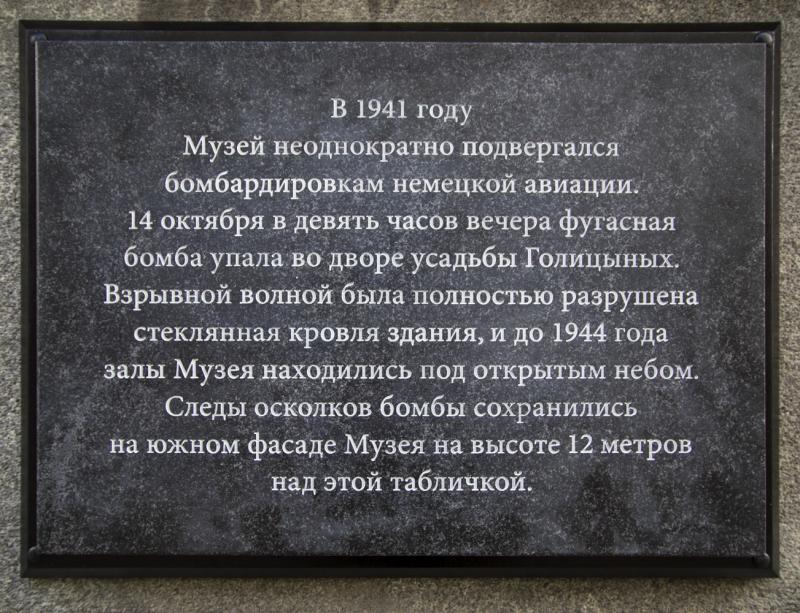 В 1941 году
Музей неоднократно подвергался
бомбардировкам немецкой авиации.
14 октября в девять часов вечера фугасная
бомба упала во дворе усадьбы Голицыных.
Взрывной волной была полностью разрушена
стеклянная кровля здания, и до 1944 года
залы Музея находились под открытым небом.
Следы осколков бомбы сохранились
на южном фасаде Музея на высоте 12 метров
над этой табличкой.